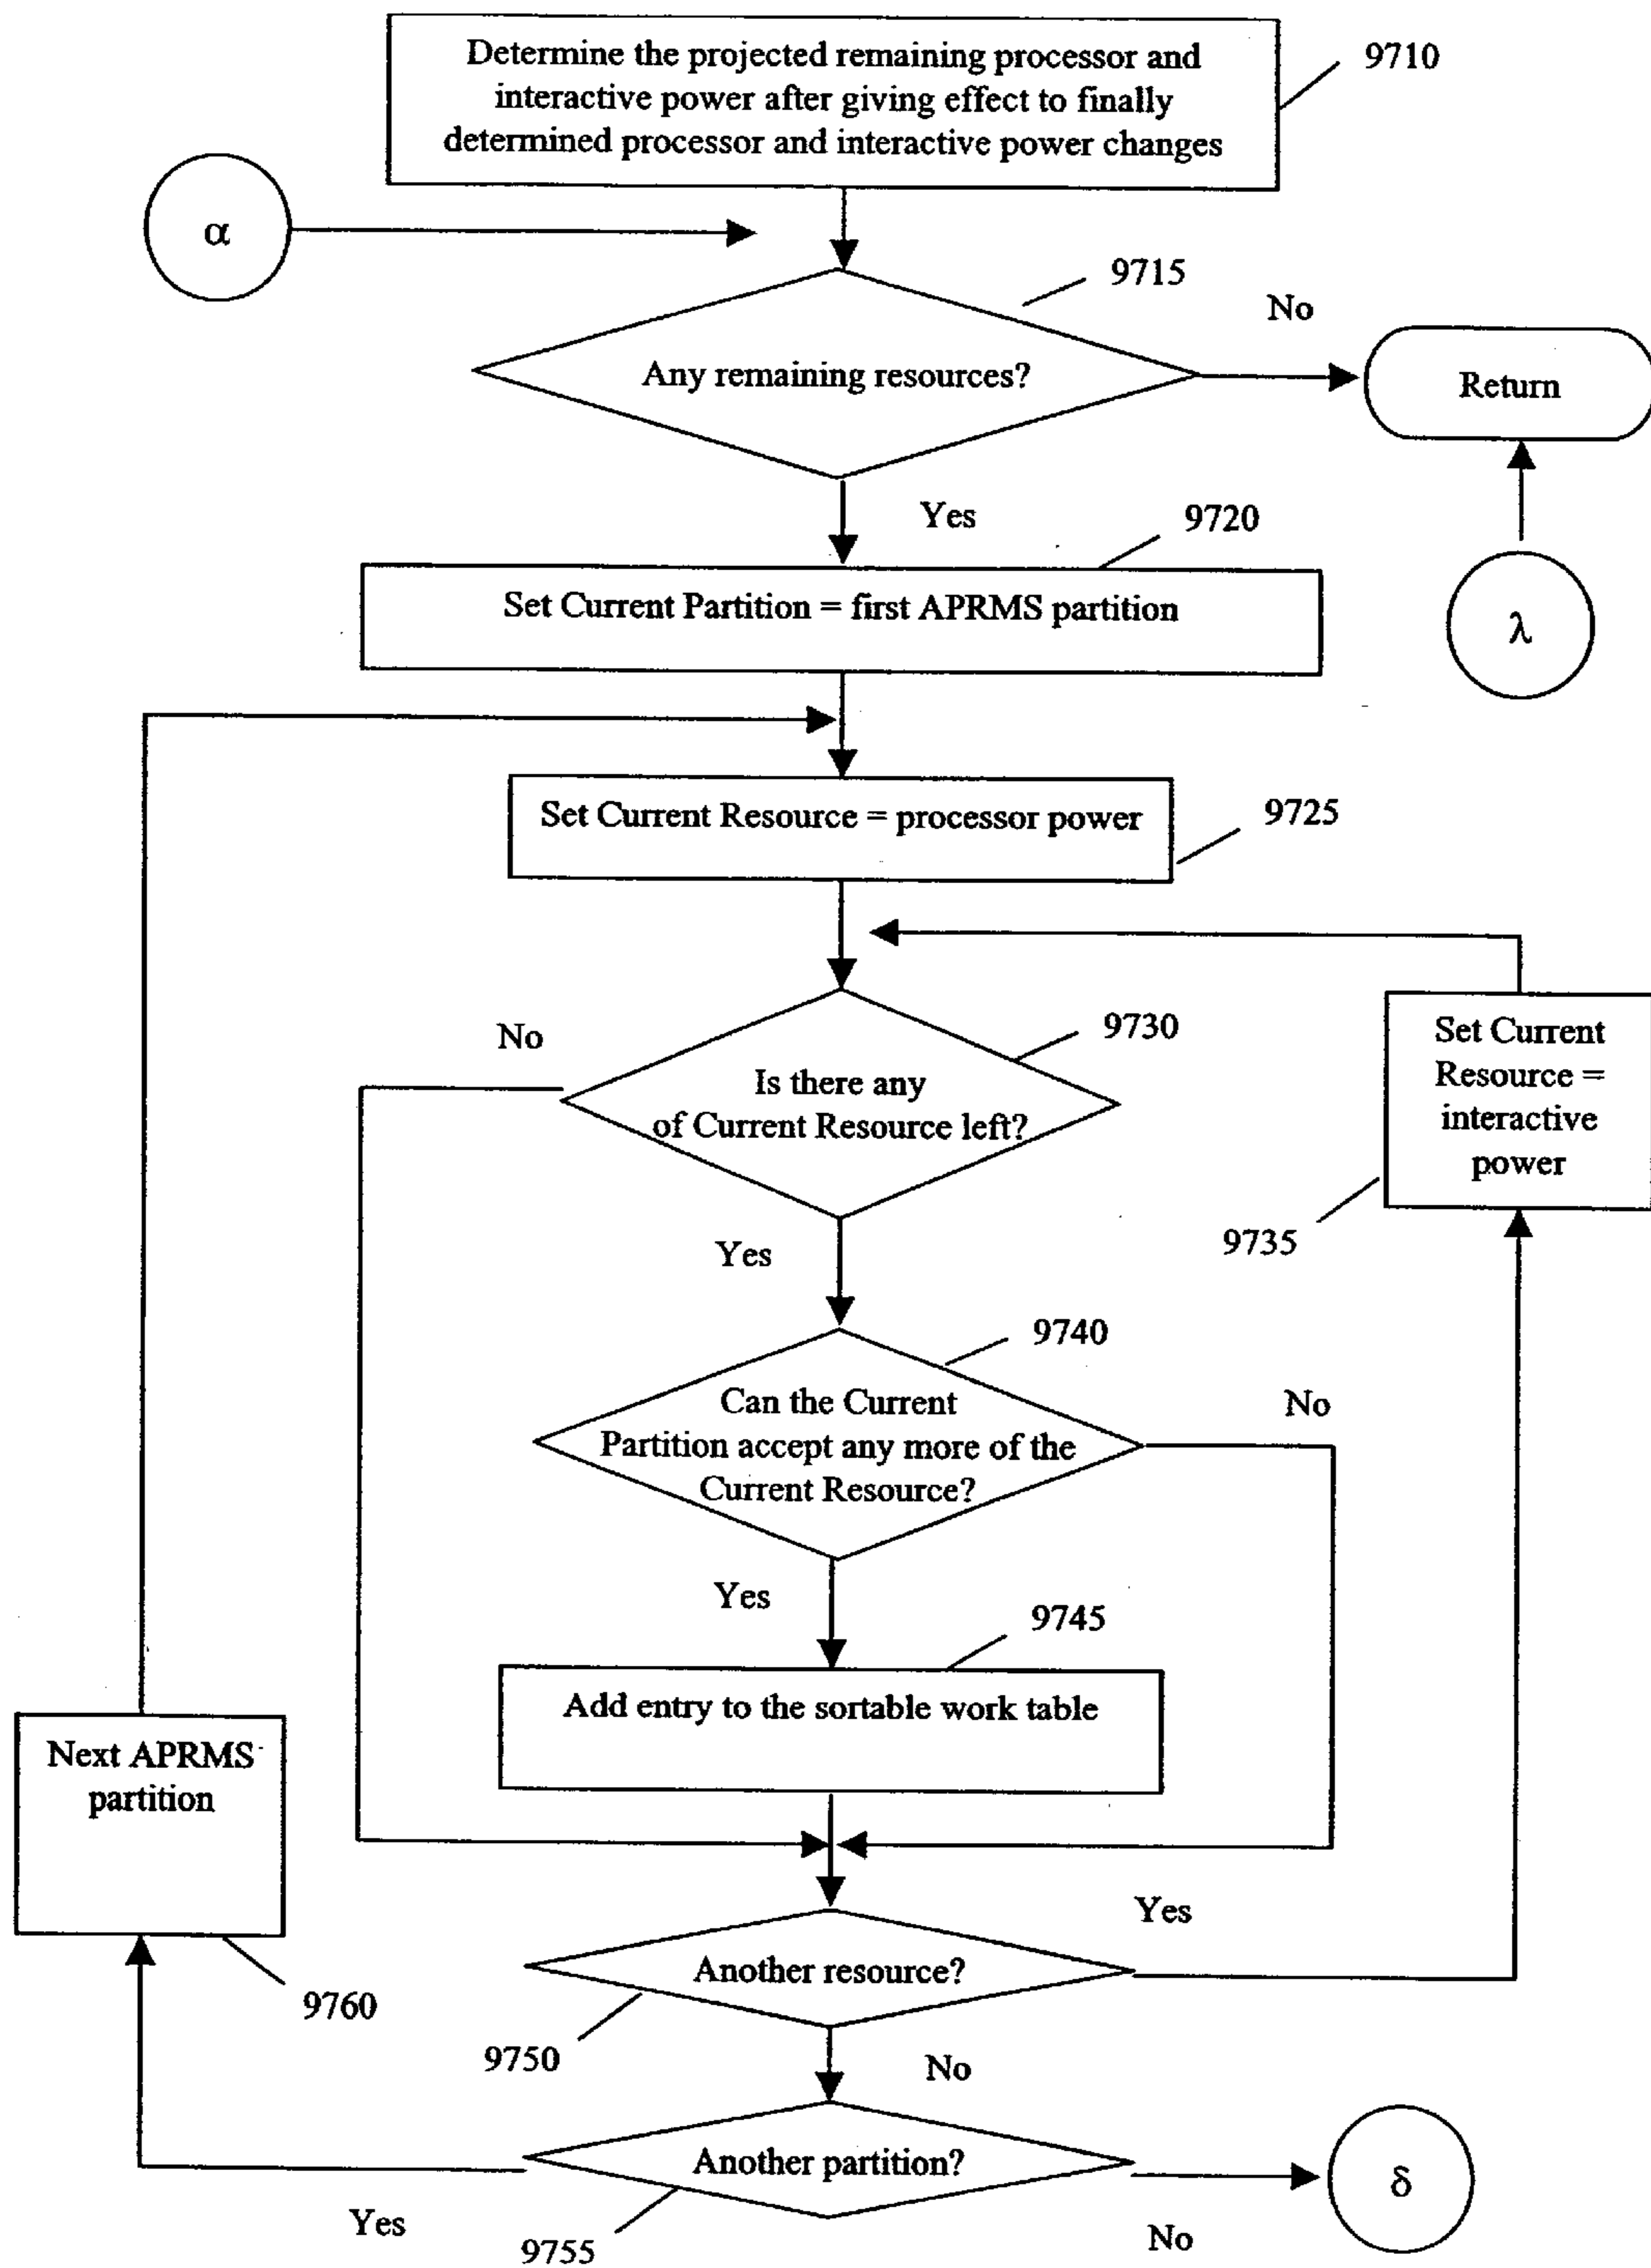 Determine the projected remaining processor and
interactive power after giving effect to finally
determined processor and interactive power changes
9710
α
9715
No
Any remaining resources?
Return
Yes
9720
Set Current Partition = first APRMS partition
λ
Set Current Resource = processor power
9725
No
9730
Is there any
of Current Resource left?
Set Current
Resource =
interactive
power
9735
Yes
9740
Can the Current
Partition accept any more of the
Current Resource?
No
Yes
9745
Add entry to the sortable work table
Next APRMS
partition
Yes
Another resource?
9760
9750
No
Another partition?
δ
Yes
9755
No